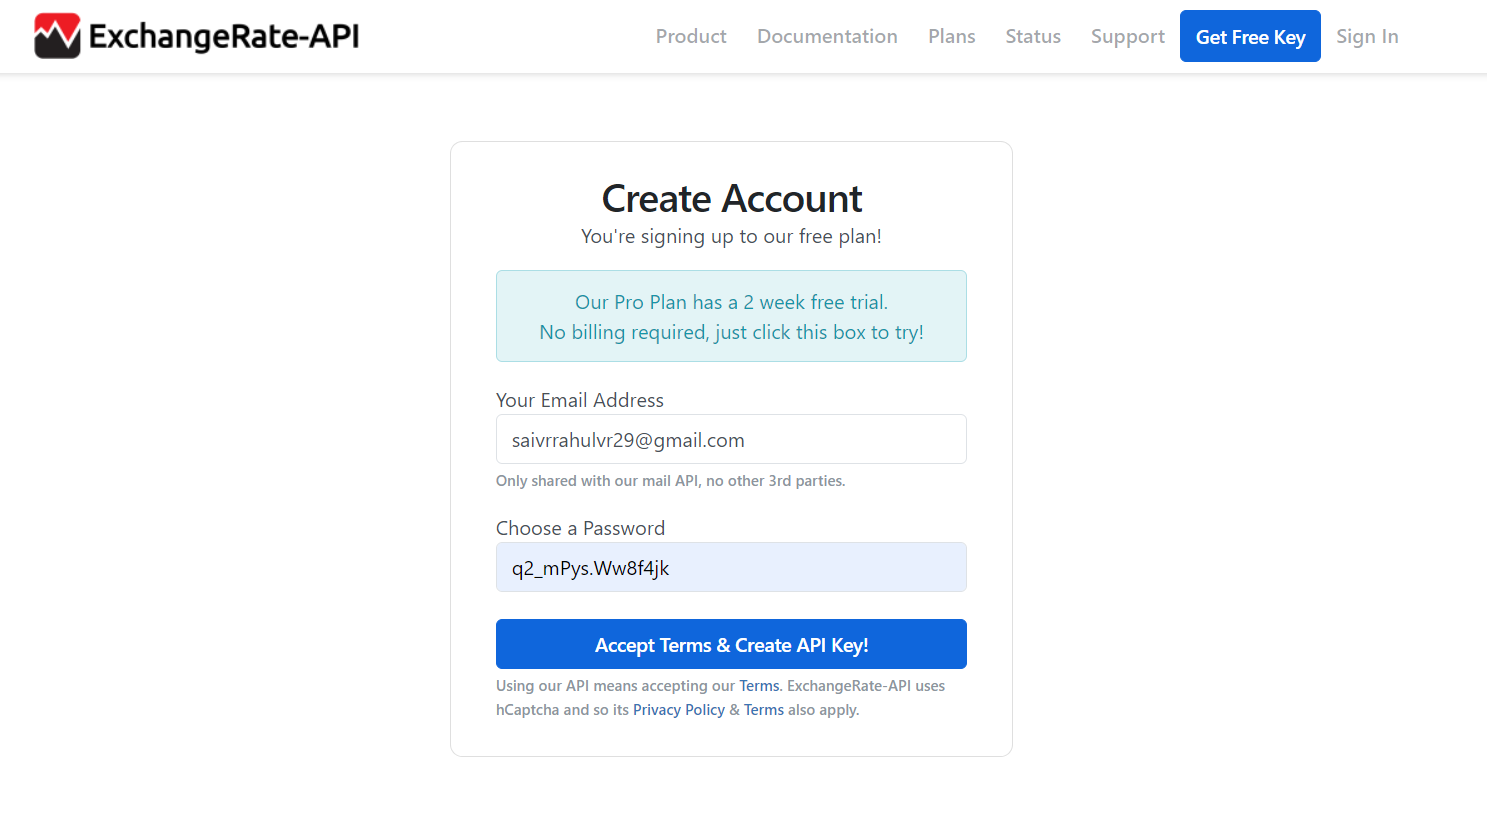 ExchangeRate-API
Product Documentation Plans Status Support Get Free Key Sign In
Create Account
You're signing up to our free plan!
Our Pro Plan has a 2 week free trial.
No billing required, just click this box to try!
Your Email Address
saivrrahulvr29@gmail.com
Only shared with our mail API, no other 3rd parties.
Choose a Password
q2_mPys.Ww8f4jk
Accept Terms & Create API Key!
Using our API means accepting our Terms. ExchangeRate-API uses
hCaptcha and so its Privacy Policy & Terms also apply.